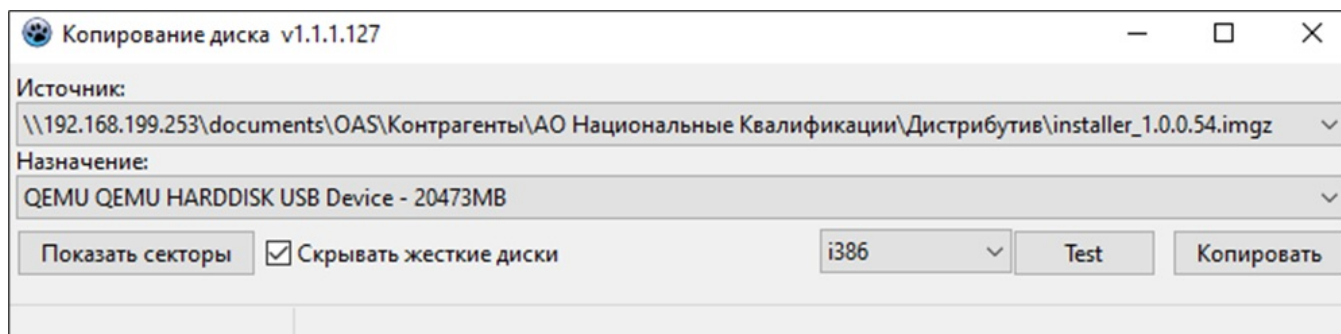 Копирование диска v1.1.1.127
Источник:
\\192.168.199.253\documents\OAS\Контрагенты\АО Национальные Квалификации\Дистрибутив\installer_1.0.0.54.imgz
Назначение:
QEMU QEMU HARDDISK USB Device - 20473MB
Показать секторы Скрывать жесткие диски i386 Test Копировать